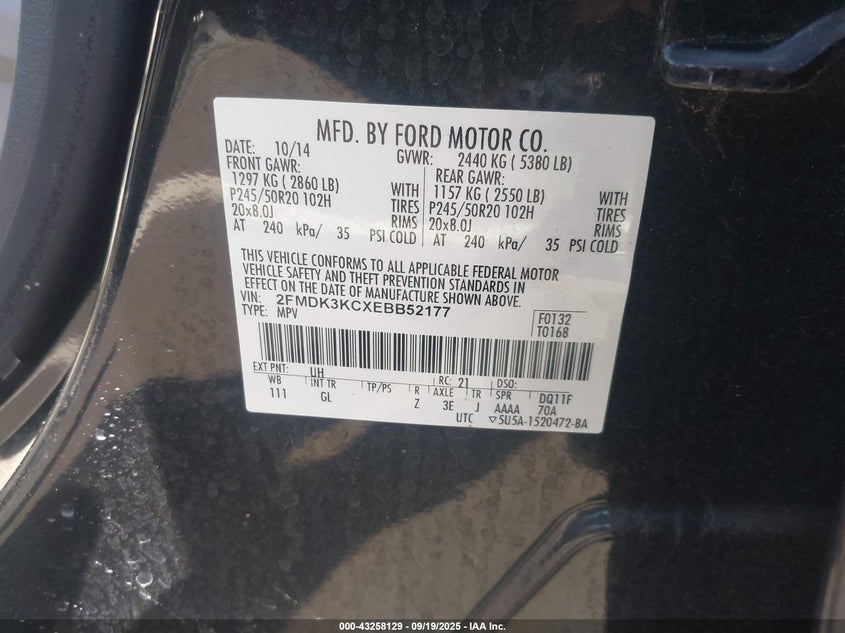 MFD. BY FORD MOTOR CO.
DATE: 10/14 GVWR: 2440 KG ( 5380 LB)
FRONT GAWR: REAR GAWR:
1297 KG ( 2860 LB) WITH 1157 KG ( 2550 LB) WITH
P245/50R20 102H TIRES P245/50R20 102H TIRES
20x8.0J RIMS 20x8.0J RIMS
AT 240 kPa/ 35 PSI COLD AT 240 kPa/ 35 PSI COLD
THIS VEHICLE CONFORMS TO ALL APPLICABLE FEDERAL MOTOR
VEHICLE SAFETY AND THEFT PREVENTION STANDARDS IN
EFFECT ON THE DATE OF MANUFACTURE SHOWN ABOVE.
VIN: 2FMDK3KCXEBB52177 F0132
TYPE: MPV T0168
EXT PNT: UH RC: 21 DSO:
WB INT TR TP/PS R AXLE TR SPR DQ11F
111 GL Z 3E J AAAA 70A
UTC ▽5U5A-1520472-BA
000-43258129 - 09/19/2025 - IAA Inc.